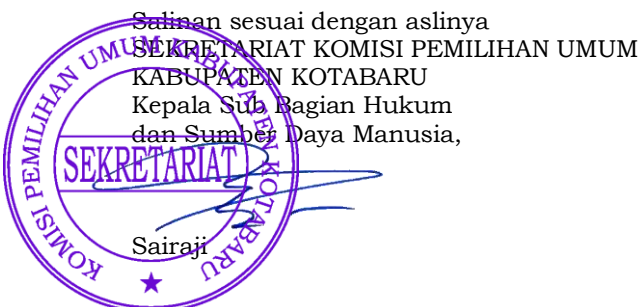 Salinan sesuai dengan aslinya
SEKRETARIAT KOMISI PEMILIHAN UMUM
KABUPATEN KOTABARU
Kepala Sub Bagian Hukum
dan Sumber Daya Manusia,
Sairaji
KOMISI PEMILIHAN UMUM KABUPATEN KOTABARU
SEKRETARIAT